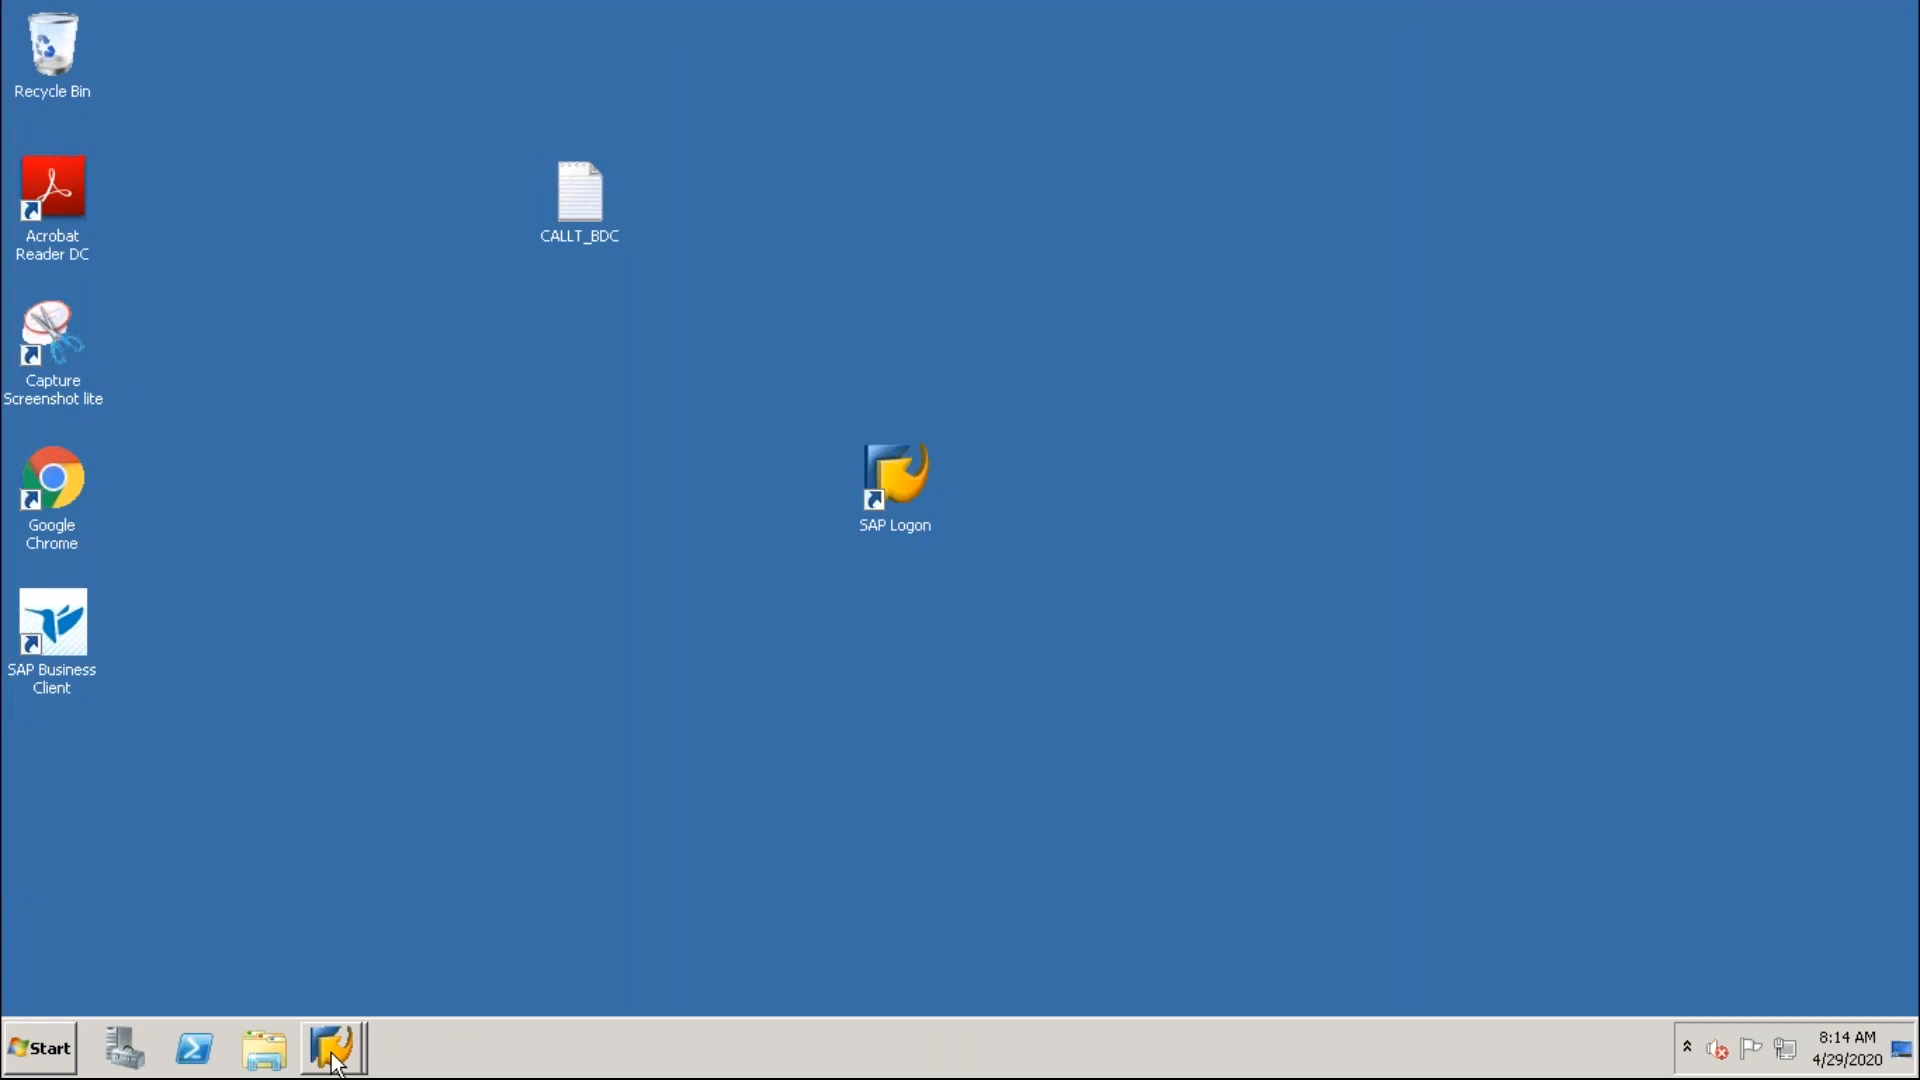 Recycle Bin
Acrobat
Reader DC
CALLT_BDC
Capture
Screenshot lite
Google
Chrome
SAP Logon
SAP Business
Client
Start
8:14 AM
4/29/2020